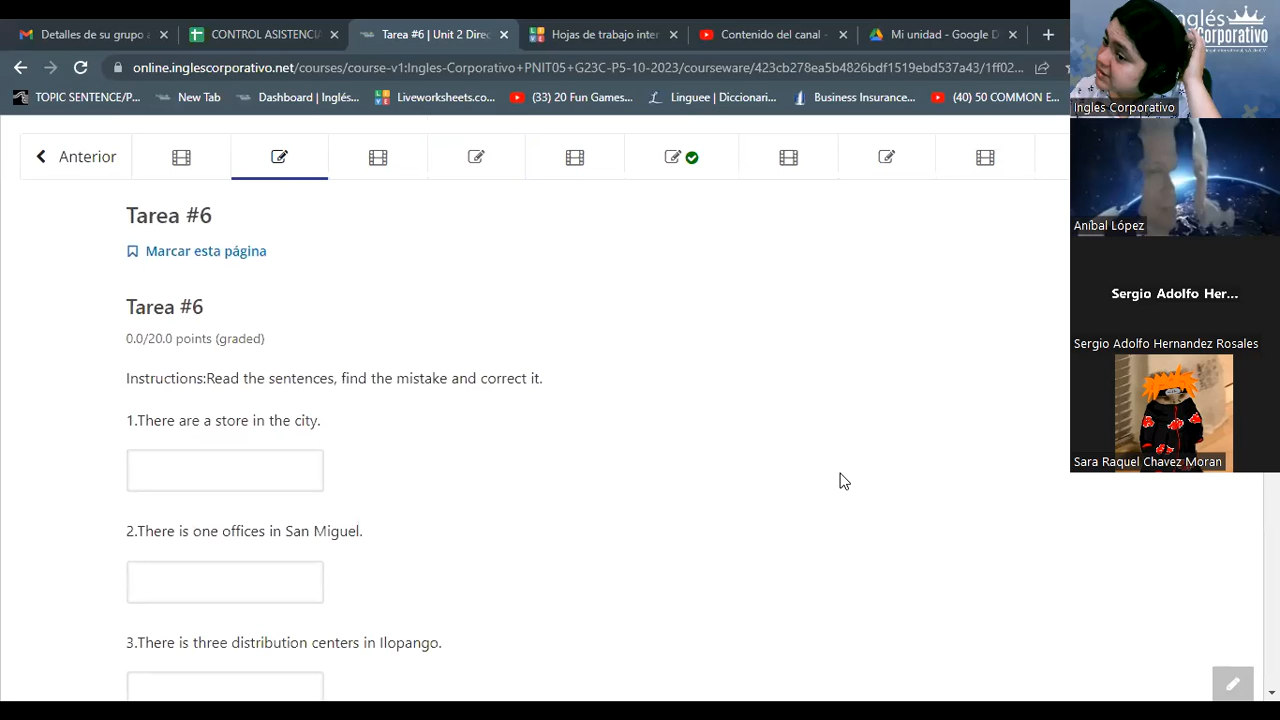 Detalles de su grupo a
CONTROL ASISTENCIA
Tarea #6 | Unit 2 Direc
Hojas de trabajo inter
Contenido del canal -
Mi unidad - Google D
online.inglescorporativo.net/courses/course-v1:Ingles-Corporativo+PNIT05+G23C-P5-10-2023/courseware/423cb273ea5b4826bdf1519ebd537a43/1ff02...
TOPIC SENTENCE/P...
New Tab
Dashboard | Inglés...
Liveworksheets.co...
(33) 20 Fun Games...
Linguee | Diccionari...
Business Insurance...
(40) 50 COMMON E...
Anterior
Tarea #6
Marcar esta página
Tarea #6
0.0/20.0 points (graded)
Instructions:Read the sentences, find the mistake and correct it.
1.There are a store in the city.
2.There is one offices in San Miguel.
3.There is three distribution centers in Ilopango.
Inglés
Corporativo
Ingles Corporativo
Aníbal López
Sergio Adolfo Her...
Sergio Adolfo Hernandez Rosales
Sara Raquel Chavez Moran